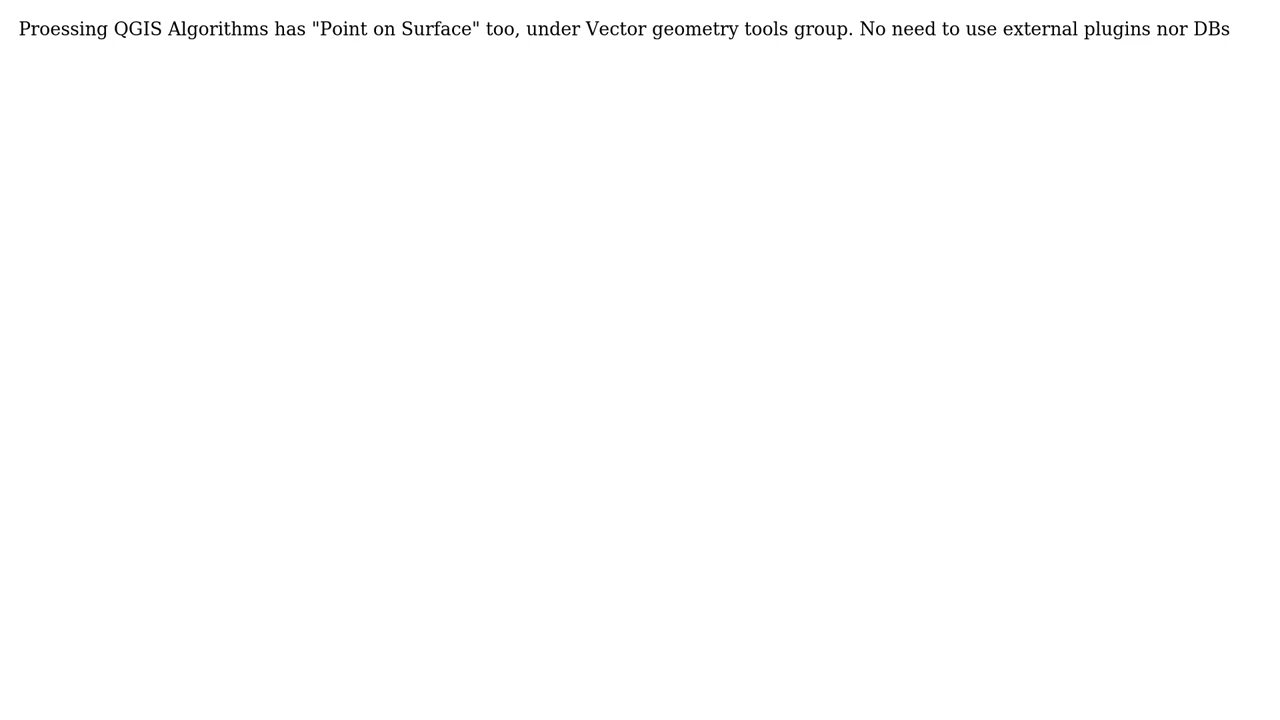 Proessing QGIS Algorithms has "Point on Surface" too, under Vector geometry tools group. No need to use external plugins nor DBs